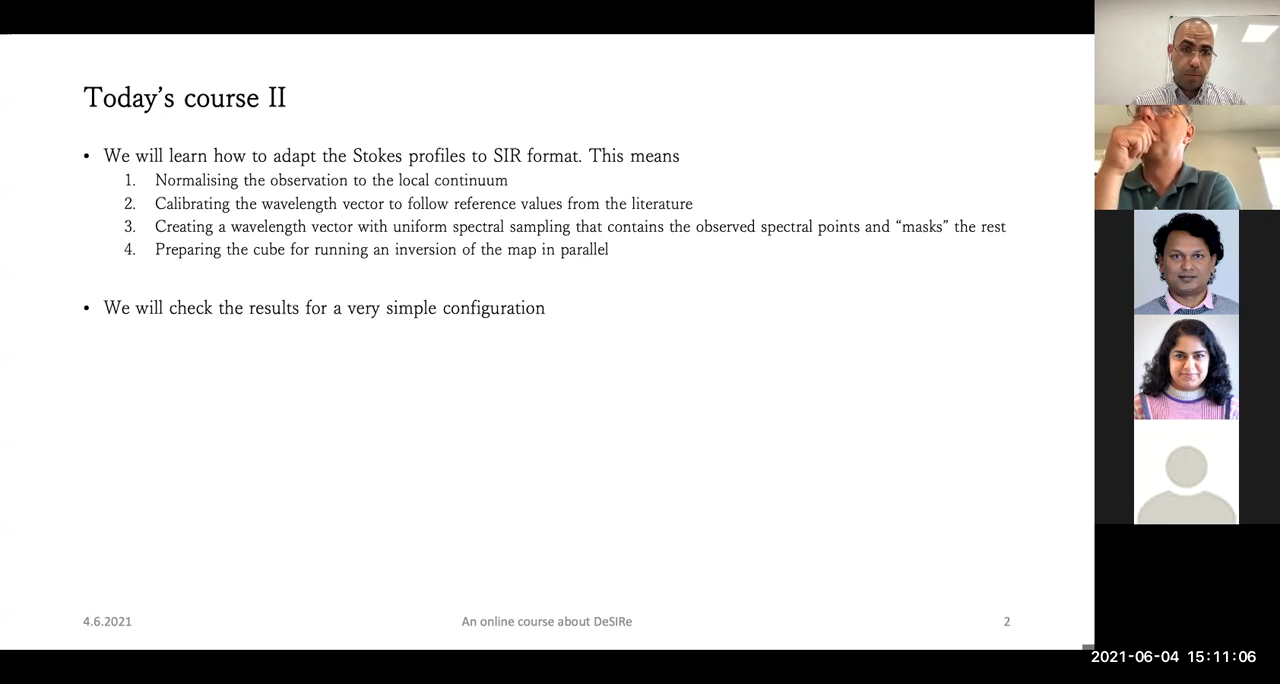 Today’s course II
• We will learn how to adapt the Stokes profiles to SIR format. This means
1. Normalising the observation to the local continuum
2. Calibrating the wavelength vector to follow reference values from the literature
3. Creating a wavelength vector with uniform spectral sampling that contains the observed spectral points and “masks” the rest
4. Preparing the cube for running an inversion of the map in parallel
• We will check the results for a very simple configuration
4.6.2021
An online course about DeSIRe
2
2021-06-04 15:11:06